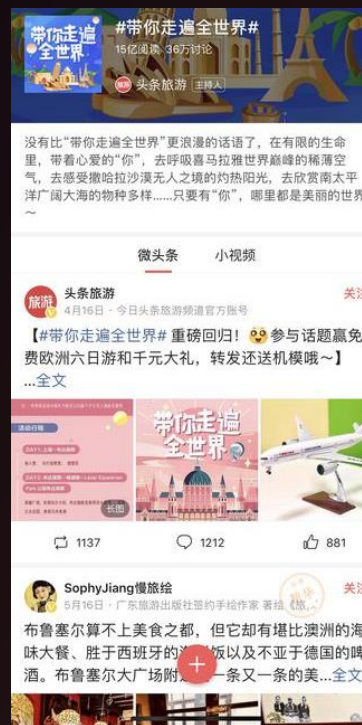 带你走遍
全世界
#带你走遍全世界#
15亿阅读 36万讨论
头条旅游 主持人
没有比“带你走遍全世界”更浪漫的话语了，在有限的生命
里，带着心爱的“你”，去呼吸喜马拉雅世界巅峰的稀薄空
气，去感受撒哈拉沙漠无人之境的灼热阳光，去欣赏南太平
洋广阔大海的物种多样……只要有“你”，哪里都是美丽的世界
～
微头条 小视频
旅游
头条旅游
关注
4月16日 · 今日头条旅游频道官方账号
【#带你走遍全世界# 重磅回归！ 参与话题赢免
费欧洲六日游和千元大礼，转发还送机模哦～】
...全文
活动行程
长图
带你走遍
全世界
1137
1212
881
SophyJiang慢旅绘
5月16日 · 广东旅游出版社签约手绘作家 著绘《旅
布鲁塞尔算不上美食之都，但它却有堪比澳洲的海
味大餐、胜于西班牙的 饭以及不亚于德国的啤
酒。布鲁塞尔大广场附 一条又一条的美...全文